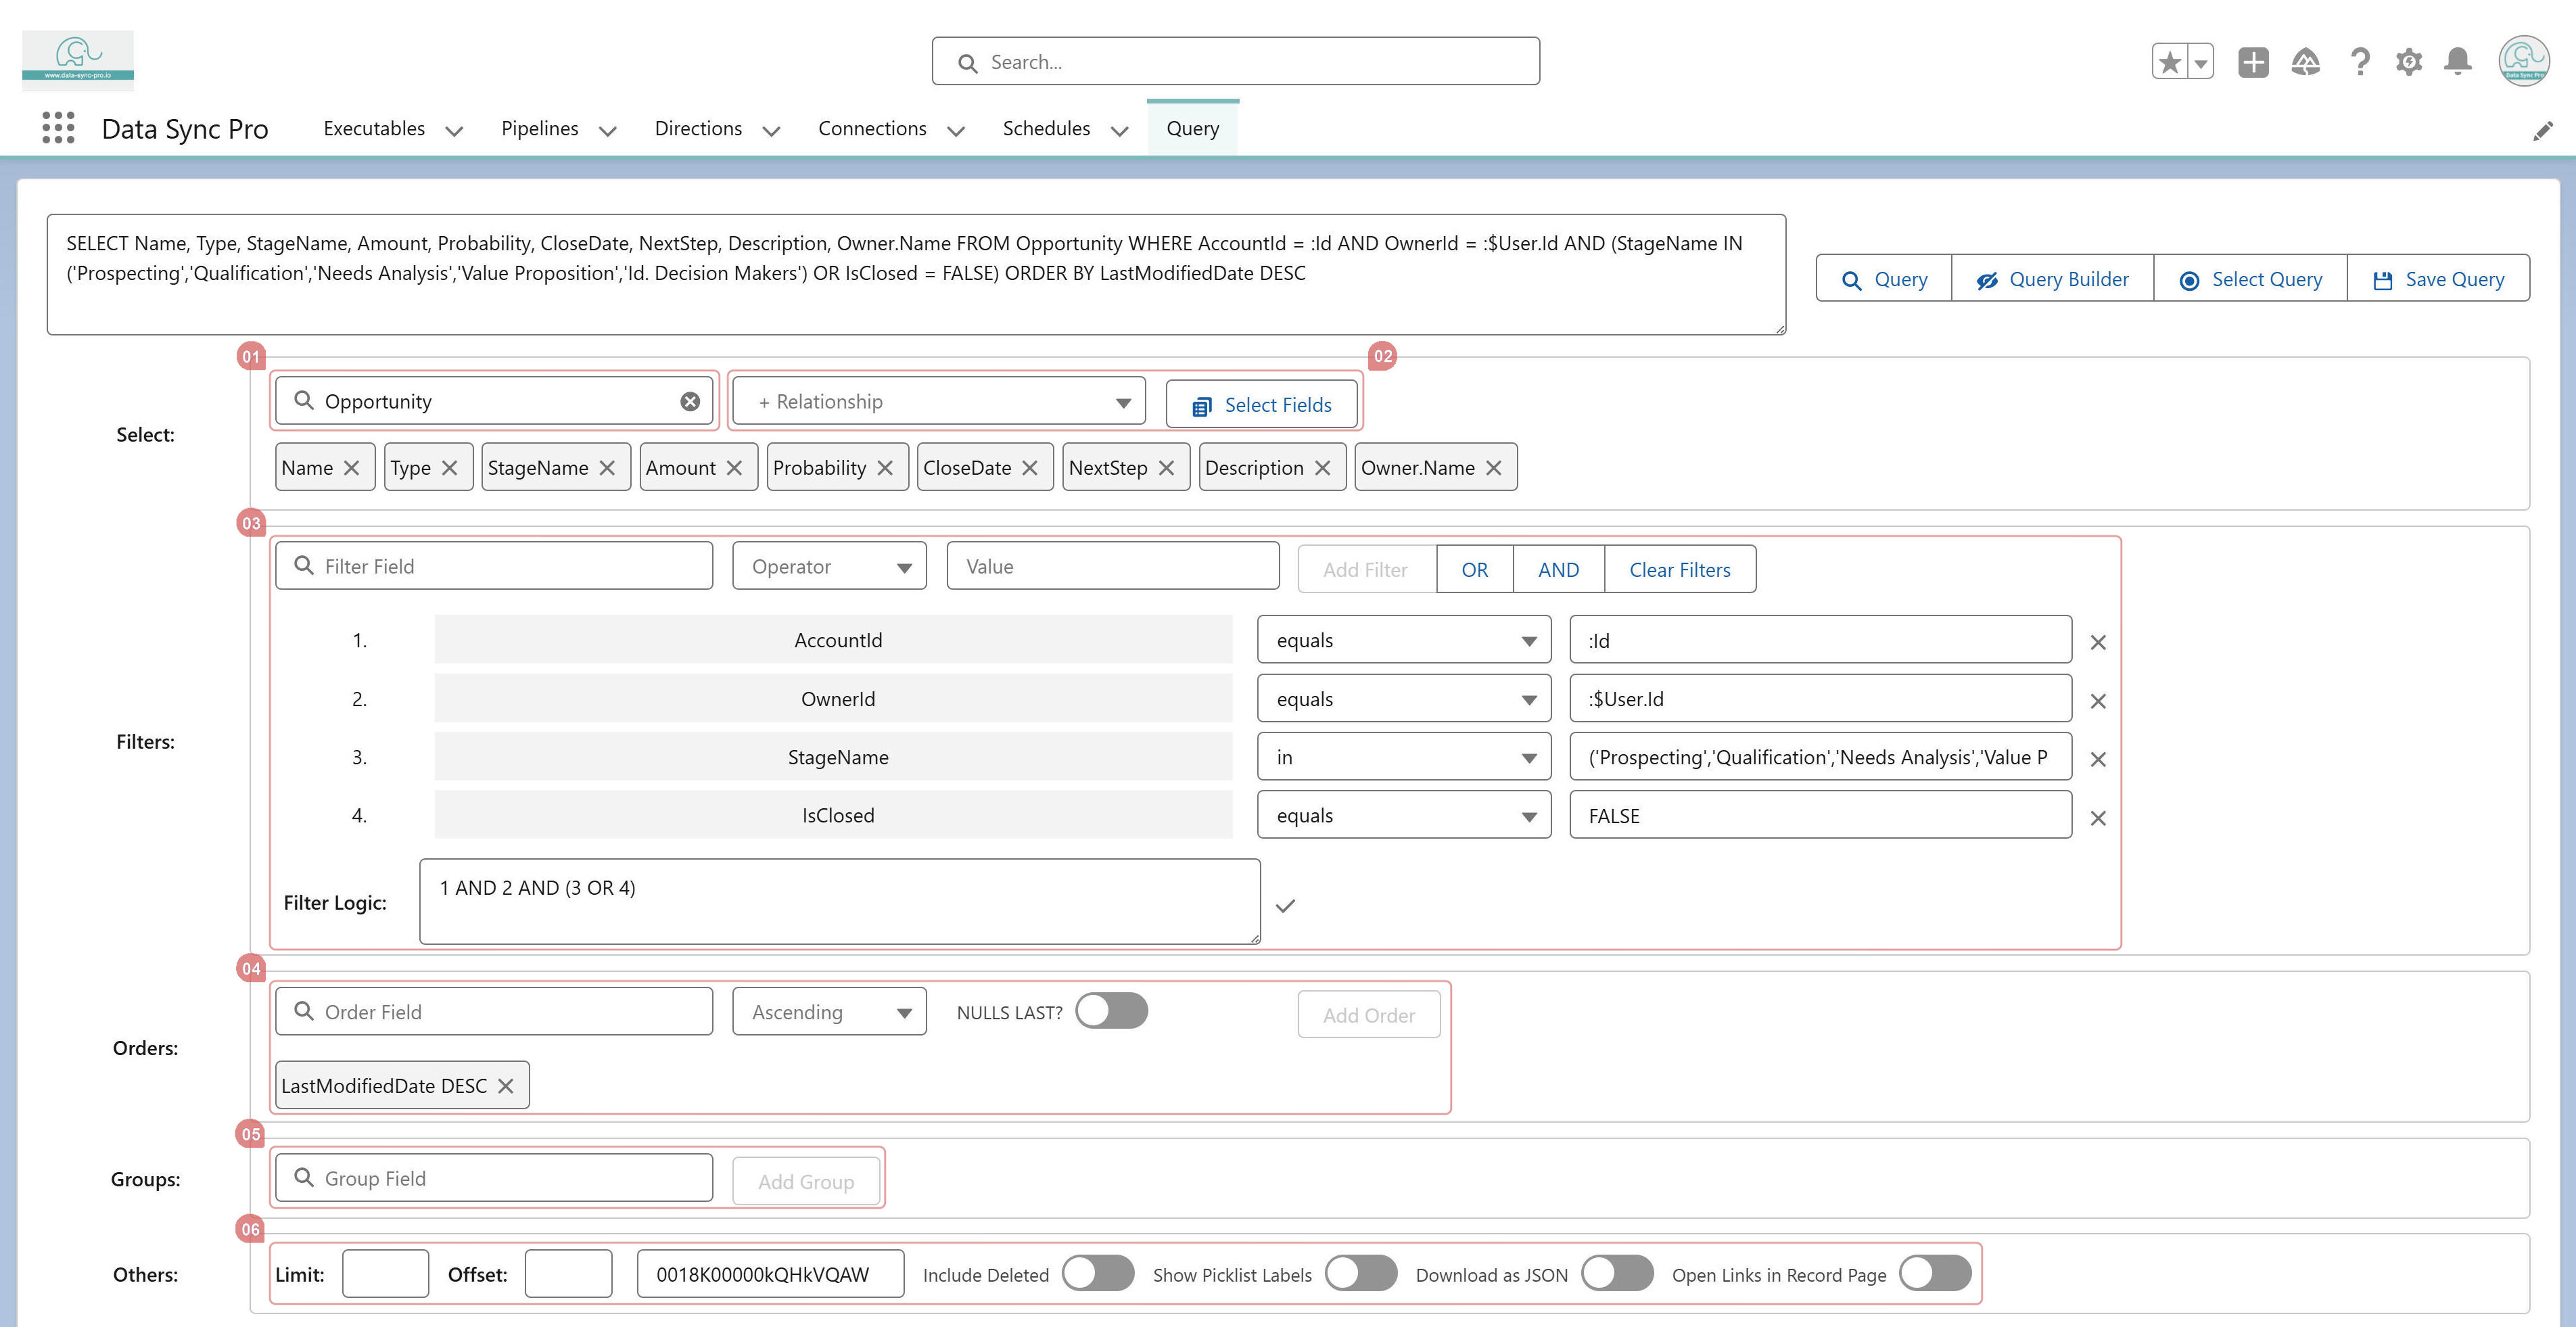 www.data-sync-pro.io
Search...
Data Sync Pro
Data Sync Pro Executables Pipelines Directions Connections Schedules Query
SELECT Name, Type, StageName, Amount, Probability, CloseDate, NextStep, Description, Owner.Name FROM Opportunity WHERE AccountId = :Id AND OwnerId = :$User.Id AND (StageName IN
('Prospecting','Qualification','Needs Analysis','Value Proposition','Id. Decision Makers') OR IsClosed = FALSE) ORDER BY LastModifiedDate DESC
Query Query Builder Select Query Save Query
01 02
Opportunity + Relationship Select Fields
Select:
Name Type StageName Amount Probability CloseDate NextStep Description Owner.Name
03
Filter Field Operator Value Add Filter OR AND Clear Filters
1. AccountId equals :Id
2. OwnerId equals :$User.Id
Filters:
3. StageName in ('Prospecting','Qualification','Needs Analysis','Value P
4. IsClosed equals FALSE
Filter Logic: 1 AND 2 AND (3 OR 4)
04
Order Field Ascending NULLS LAST? Add Order
Orders:
LastModifiedDate DESC
05
Groups: Group Field Add Group
06
Others: Limit: Offset: 0018K00000kQHkVQAW Include Deleted Show Picklist Labels Download as JSON Open Links in Record Page